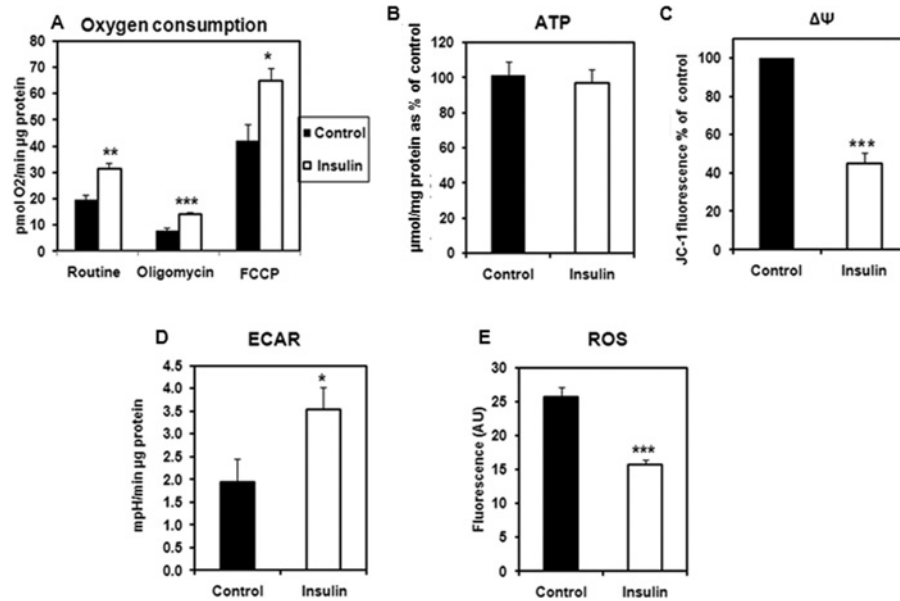 A Oxygen consumption
80
70
60
50
40
30
20
10
0
pmol O2/min µg protein
**
***
*
Routine Oligomycin FCCP
Control
Insulin
B ATP
120
100
80
60
40
20
0
µmol/mg protein as % of control
Control Insulin
C ΔΨ
100
80
60
40
20
0
JC-1 fluorescence % of control
***
Control Insulin
D ECAR
4.5
4.0
3.5
3.0
2.5
2.0
1.5
1.0
0.5
0.0
mpH/min µg protein
*
Control Insulin
E ROS
30
25
20
15
10
5
0
Fluorescence (AU)
***
Control Insulin